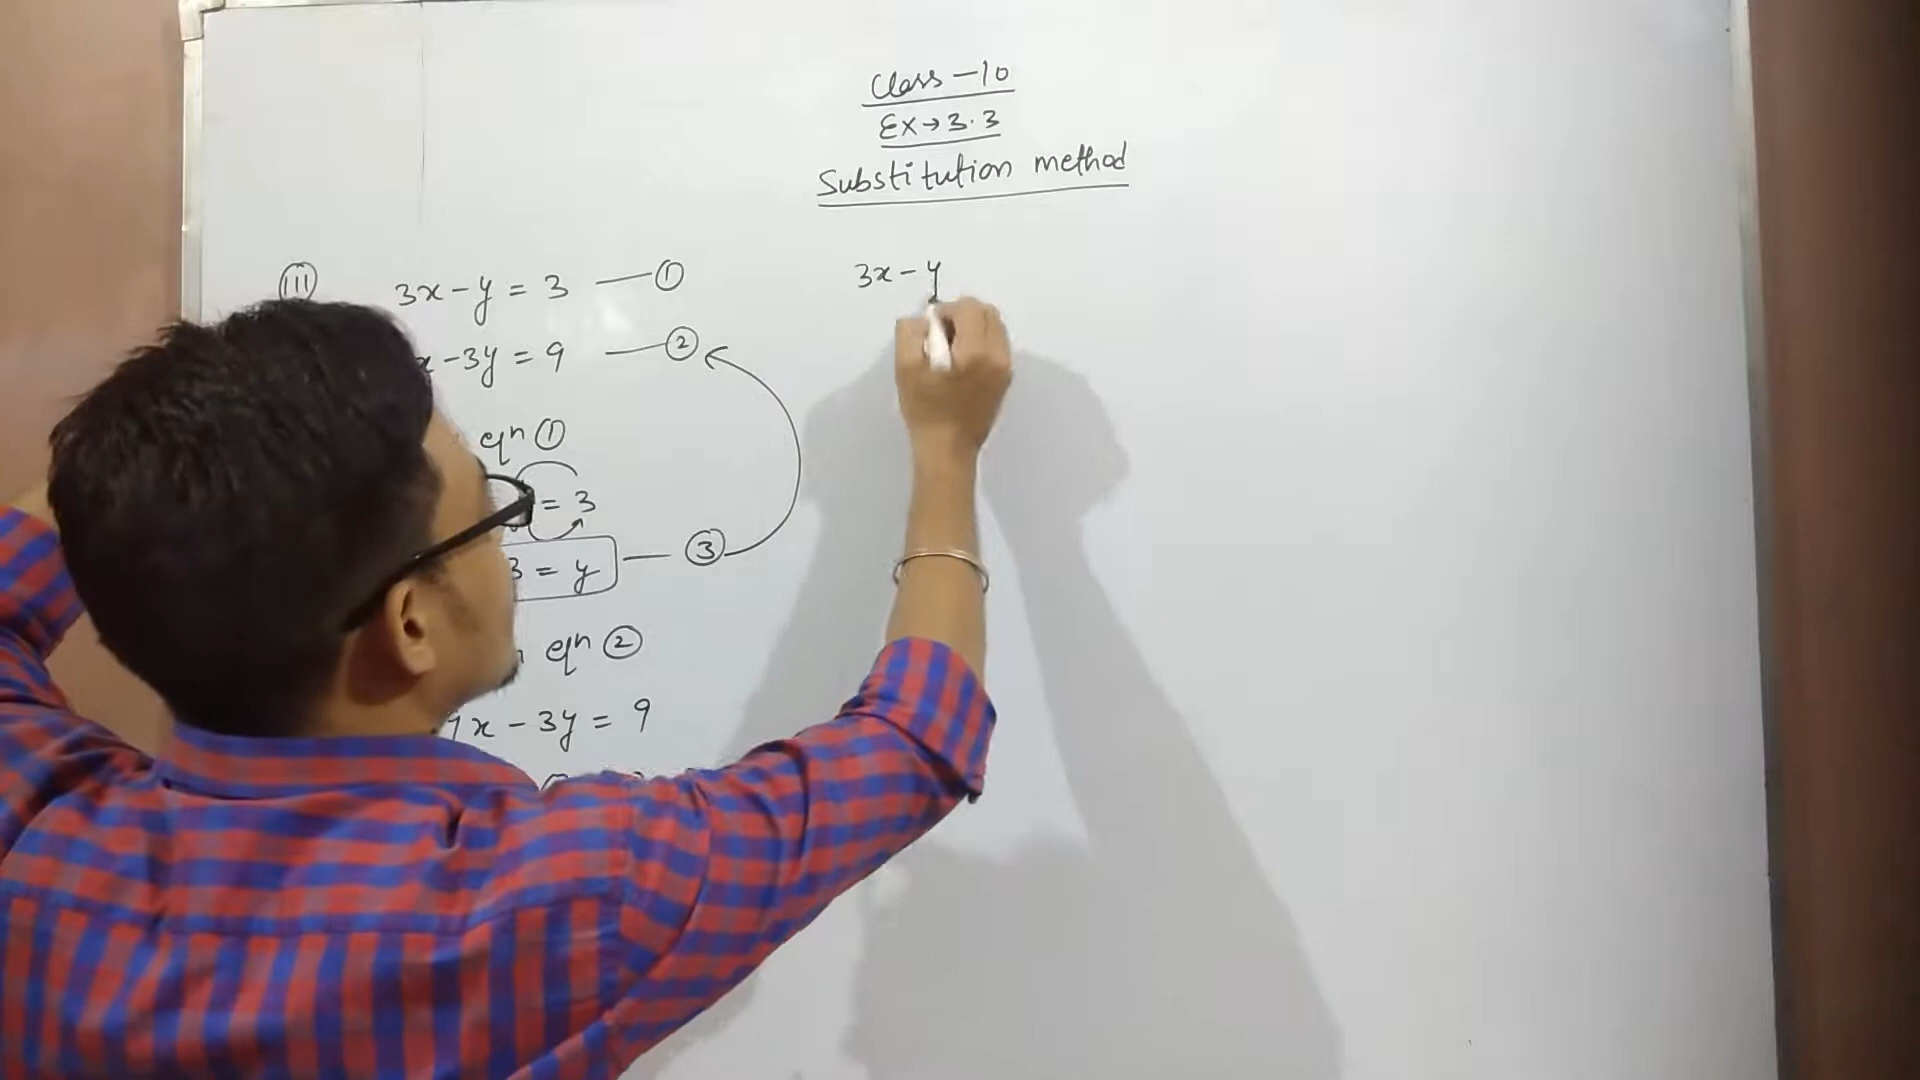 Class – 10
Ex → 3.3
Substitution method
(III) 3x – y = 3 — ①
x – 3y = 9 — ②
eqn ①
= 3
3 = y — ③
eqn ②
9x – 3y = 9
3x – y